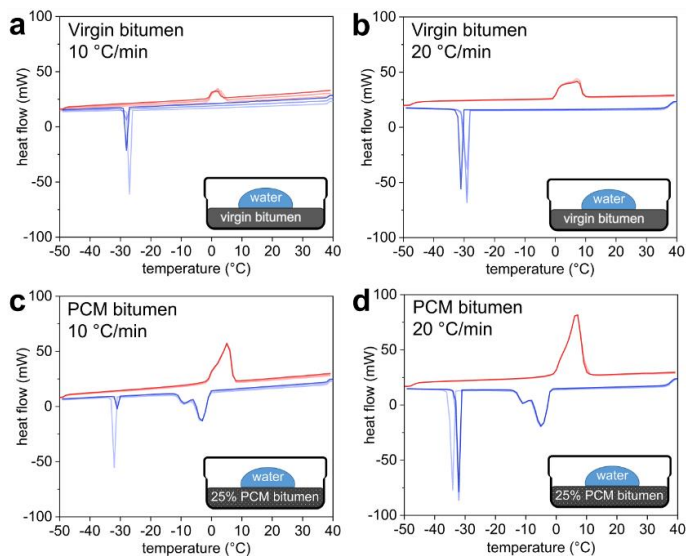 a
Virgin bitumen
10 °C/min
100
50
0
-50
-100
heat flow (mW)
water
virgin bitumen
-50 -40 -30 -20 -10 0 10 20 30 40
temperature (°C)
b
Virgin bitumen
20 °C/min
100
50
0
-50
-100
heat flow (mW)
water
virgin bitumen
-50 -40 -30 -20 -10 0 10 20 30 40
temperature (°C)
c
PCM bitumen
10 °C/min
100
50
0
-50
-100
heat flow (mW)
water
25% PCM bitumen
-50 -40 -30 -20 -10 0 10 20 30 40
temperature (°C)
d
PCM bitumen
20 °C/min
100
50
0
-50
-100
heat flow (mW)
water
25% PCM bitumen
-50 -40 -30 -20 -10 0 10 20 30 40
temperature (°C)